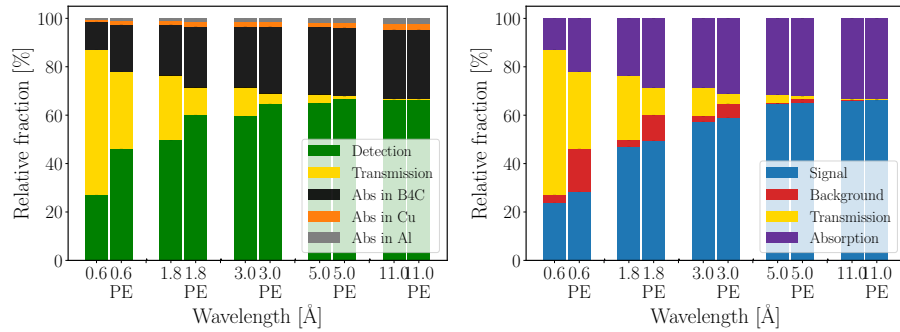 Relative fraction [%]
100
80
60
40
20
0
Detection
Transmission
Abs in B4C
Abs in Cu
Abs in Al
0.6 0.6 1.8 1.8 3.0 3.0 5.0 5.0 11.0 11.0
PE PE PE PE PE
Wavelength [Å]
Relative fraction [%]
100
80
60
40
20
0
Signal
Background
Transmission
Absorption
0.6 0.6 1.8 1.8 3.0 3.0 5.0 5.0 11.0 11.0
PE PE PE PE PE
Wavelength [Å]